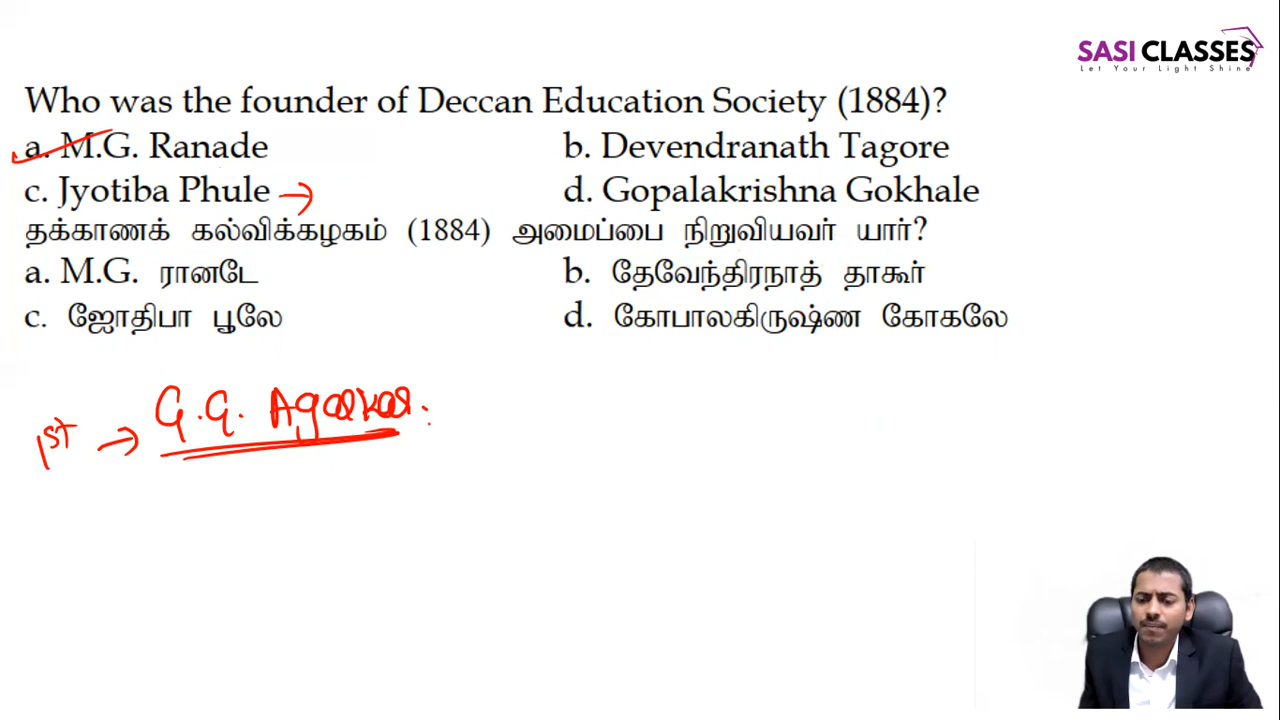 SASI CLASSES
Let Your Light Shine
Who was the founder of Deccan Education Society (1884)?
a. M.G. Ranade b. Devendranath Tagore
c. Jyotiba Phule → d. Gopalakrishna Gokhale
தக்காணக் கல்விக்கழகம் (1884) அமைப்பை நிறுவியவர் யார்?
a. M.G. ரானடே b. தேவேந்திரநாத் தாகூர்
c. ஜோதிபா பூலே d. கோபாலகிருஷ்ண கோகலே
1st → G.G. Agarkar.